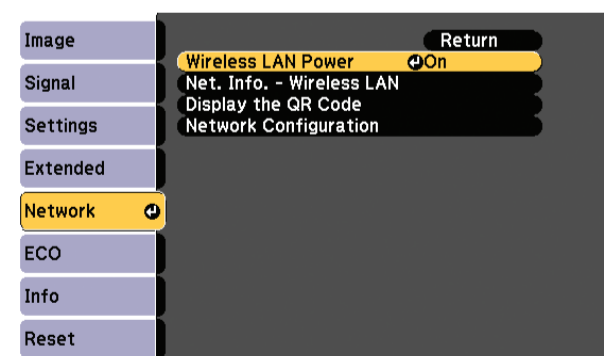 Image
Signal
Settings
Extended
Network
ECO
Info
Reset
Return
Wireless LAN Power On
Net. Info. - Wireless LAN
Display the QR Code
Network Configuration